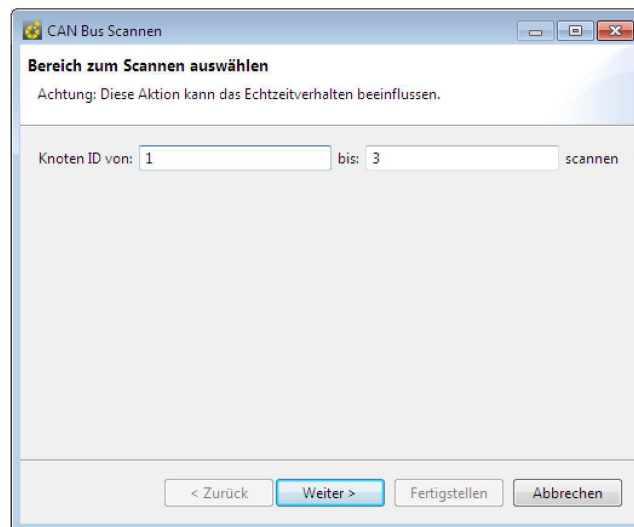 CAN Bus Scannen
Bereich zum Scannen auswählen
Achtung: Diese Aktion kann das Echtzeitverhalten beeinflussen.
Knoten ID von: 1 bis: 3 scannen
< Zurück Weiter > Fertigstellen Abbrechen